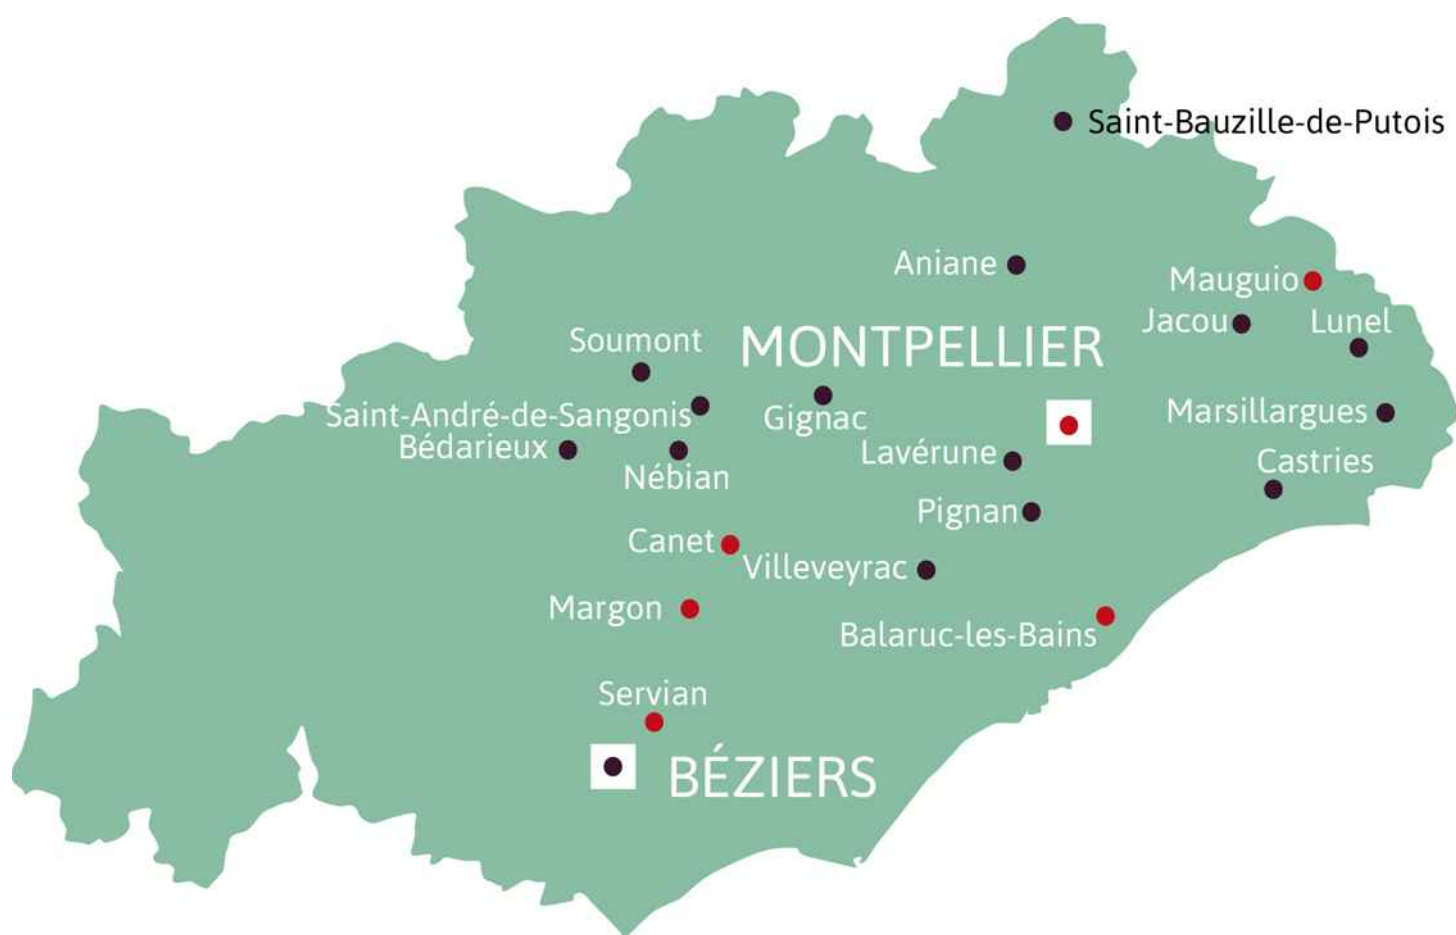 Saint-Bauzille-de-Putois
Aniane
Mauguio
Jacou
Lunel
Soumont
MONTPELLIER
Saint-André-de-Sangonis
Gignac
Marsillargues
Bédarieux
Lavérune
Castries
Nébian
Pignan
Canet
Villeveyrac
Margon
Balaruc-les-Bains
Servian
BÉZIERS